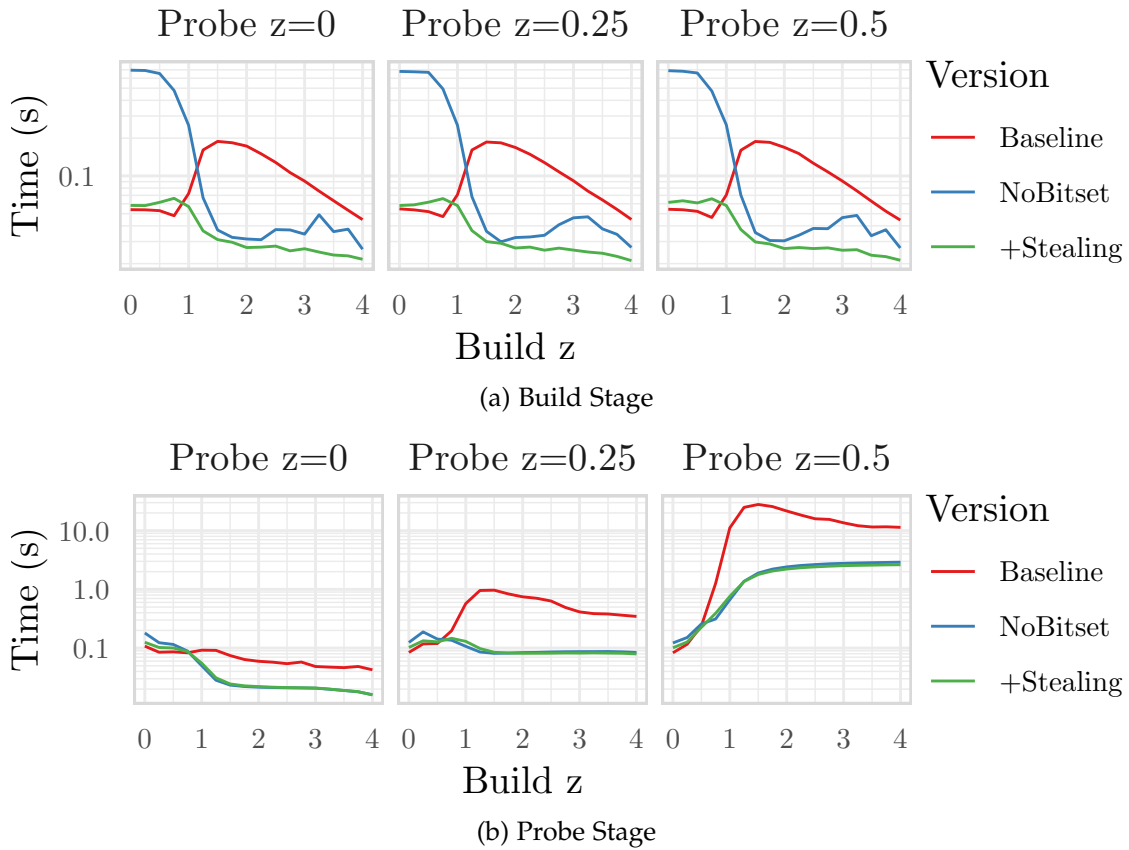 Probe z=0 Probe z=0.25 Probe z=0.5
Time (s)
0.1
0 1 2 3 4 0 1 2 3 4 0 1 2 3 4
Build z
Version
Baseline
NoBitset
+Stealing
(a) Build Stage
Probe z=0 Probe z=0.25 Probe z=0.5
Time (s)
10.0
1.0
0.1
0 1 2 3 4 0 1 2 3 4 0 1 2 3 4
Build z
Version
Baseline
NoBitset
+Stealing
(b) Probe Stage